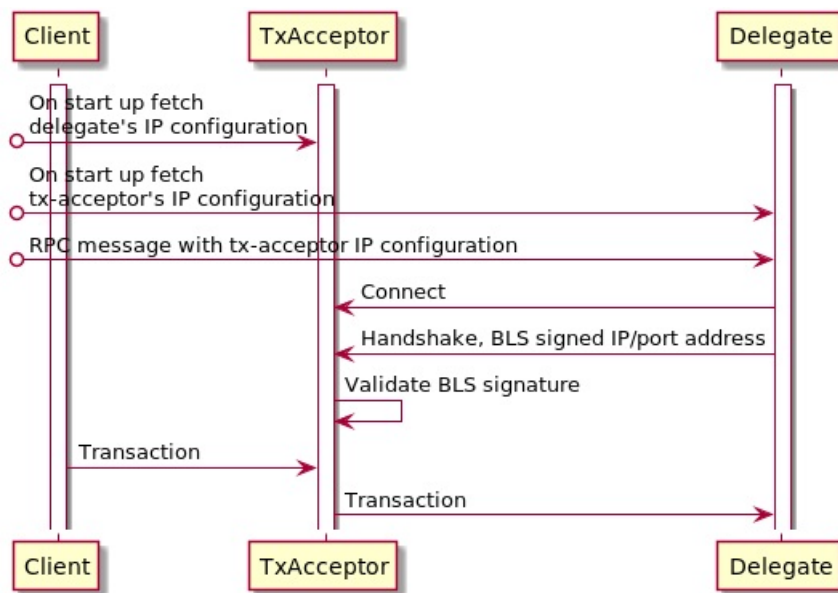 Client
TxAcceptor
Delegate
On start up fetch
delegate's IP configuration
On start up fetch
tx-acceptor's IP configuration
RPC message with tx-acceptor IP configuration
Connect
Handshake, BLS signed IP/port address
Validate BLS signature
Transaction
Transaction
Client
TxAcceptor
Delegate